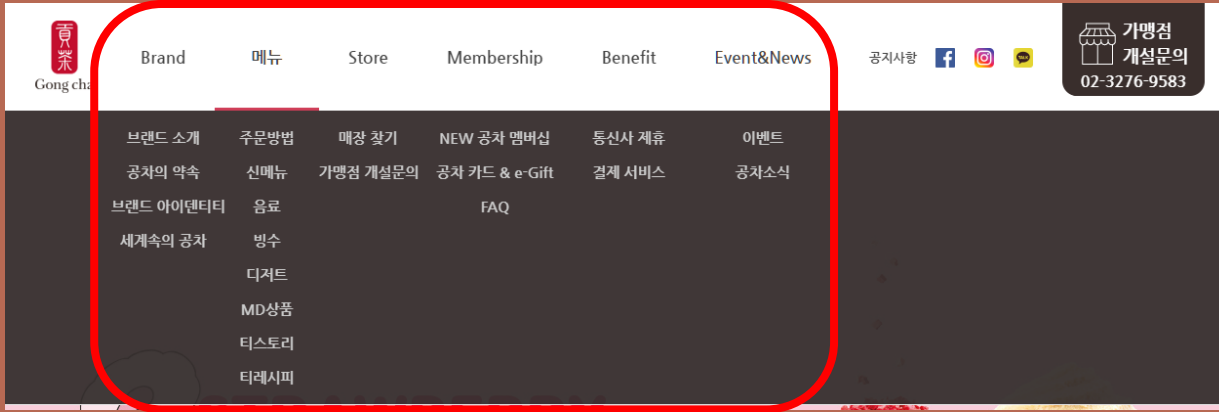 貢茶
Gong cha
Brand
메뉴
Store
Membership
Benefit
Event&News
공지사항
가맹점
개설문의
02-3276-9583
브랜드 소개
공차의 약속
브랜드 아이덴티티
세계속의 공차
주문방법
신메뉴
음료
빙수
디저트
MD상품
티스토리
티레시피
매장 찾기
가맹점 개설문의
NEW 공차 멤버십
공차 카드 & e-Gift
FAQ
통신사 제휴
결제 서비스
이벤트
공차소식